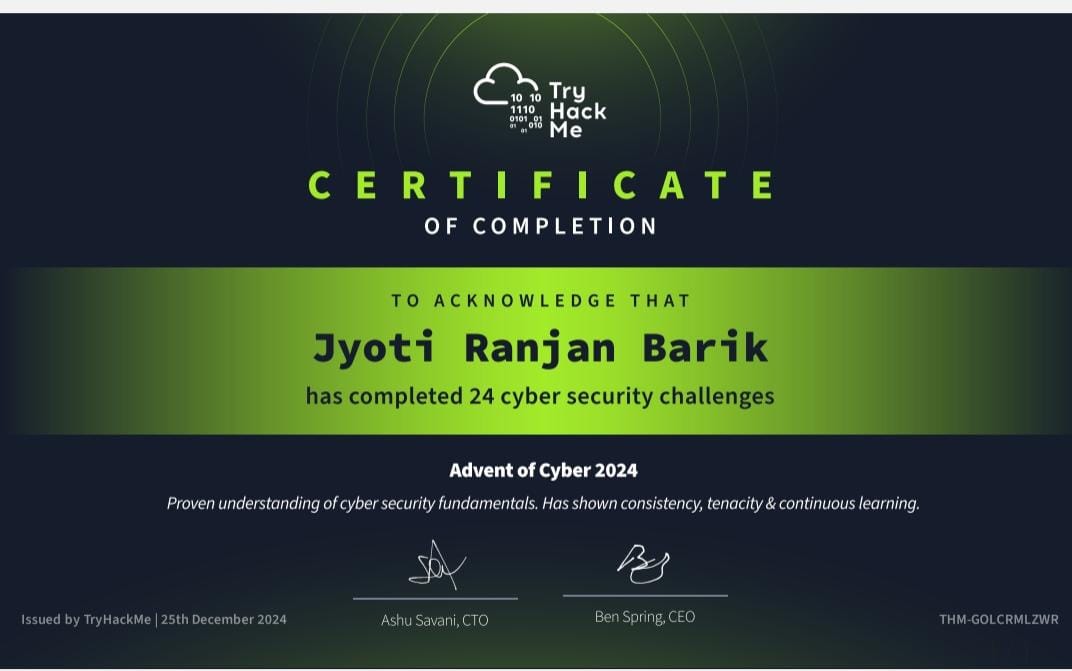 10 10
1110
0101 01
01 01 010
Try
Hack
Me
CERTIFICATE
OF COMPLETION
TO ACKNOWLEDGE THAT
Jyoti Ranjan Barik
has completed 24 cyber security challenges
Advent of Cyber 2024
Proven understanding of cyber security fundamentals. Has shown consistency, tenacity & continuous learning.
Ashu Savani, CTO
Ben Spring, CEO
Issued by TryHackMe | 25th December 2024
THM-GOLCRMLZWR